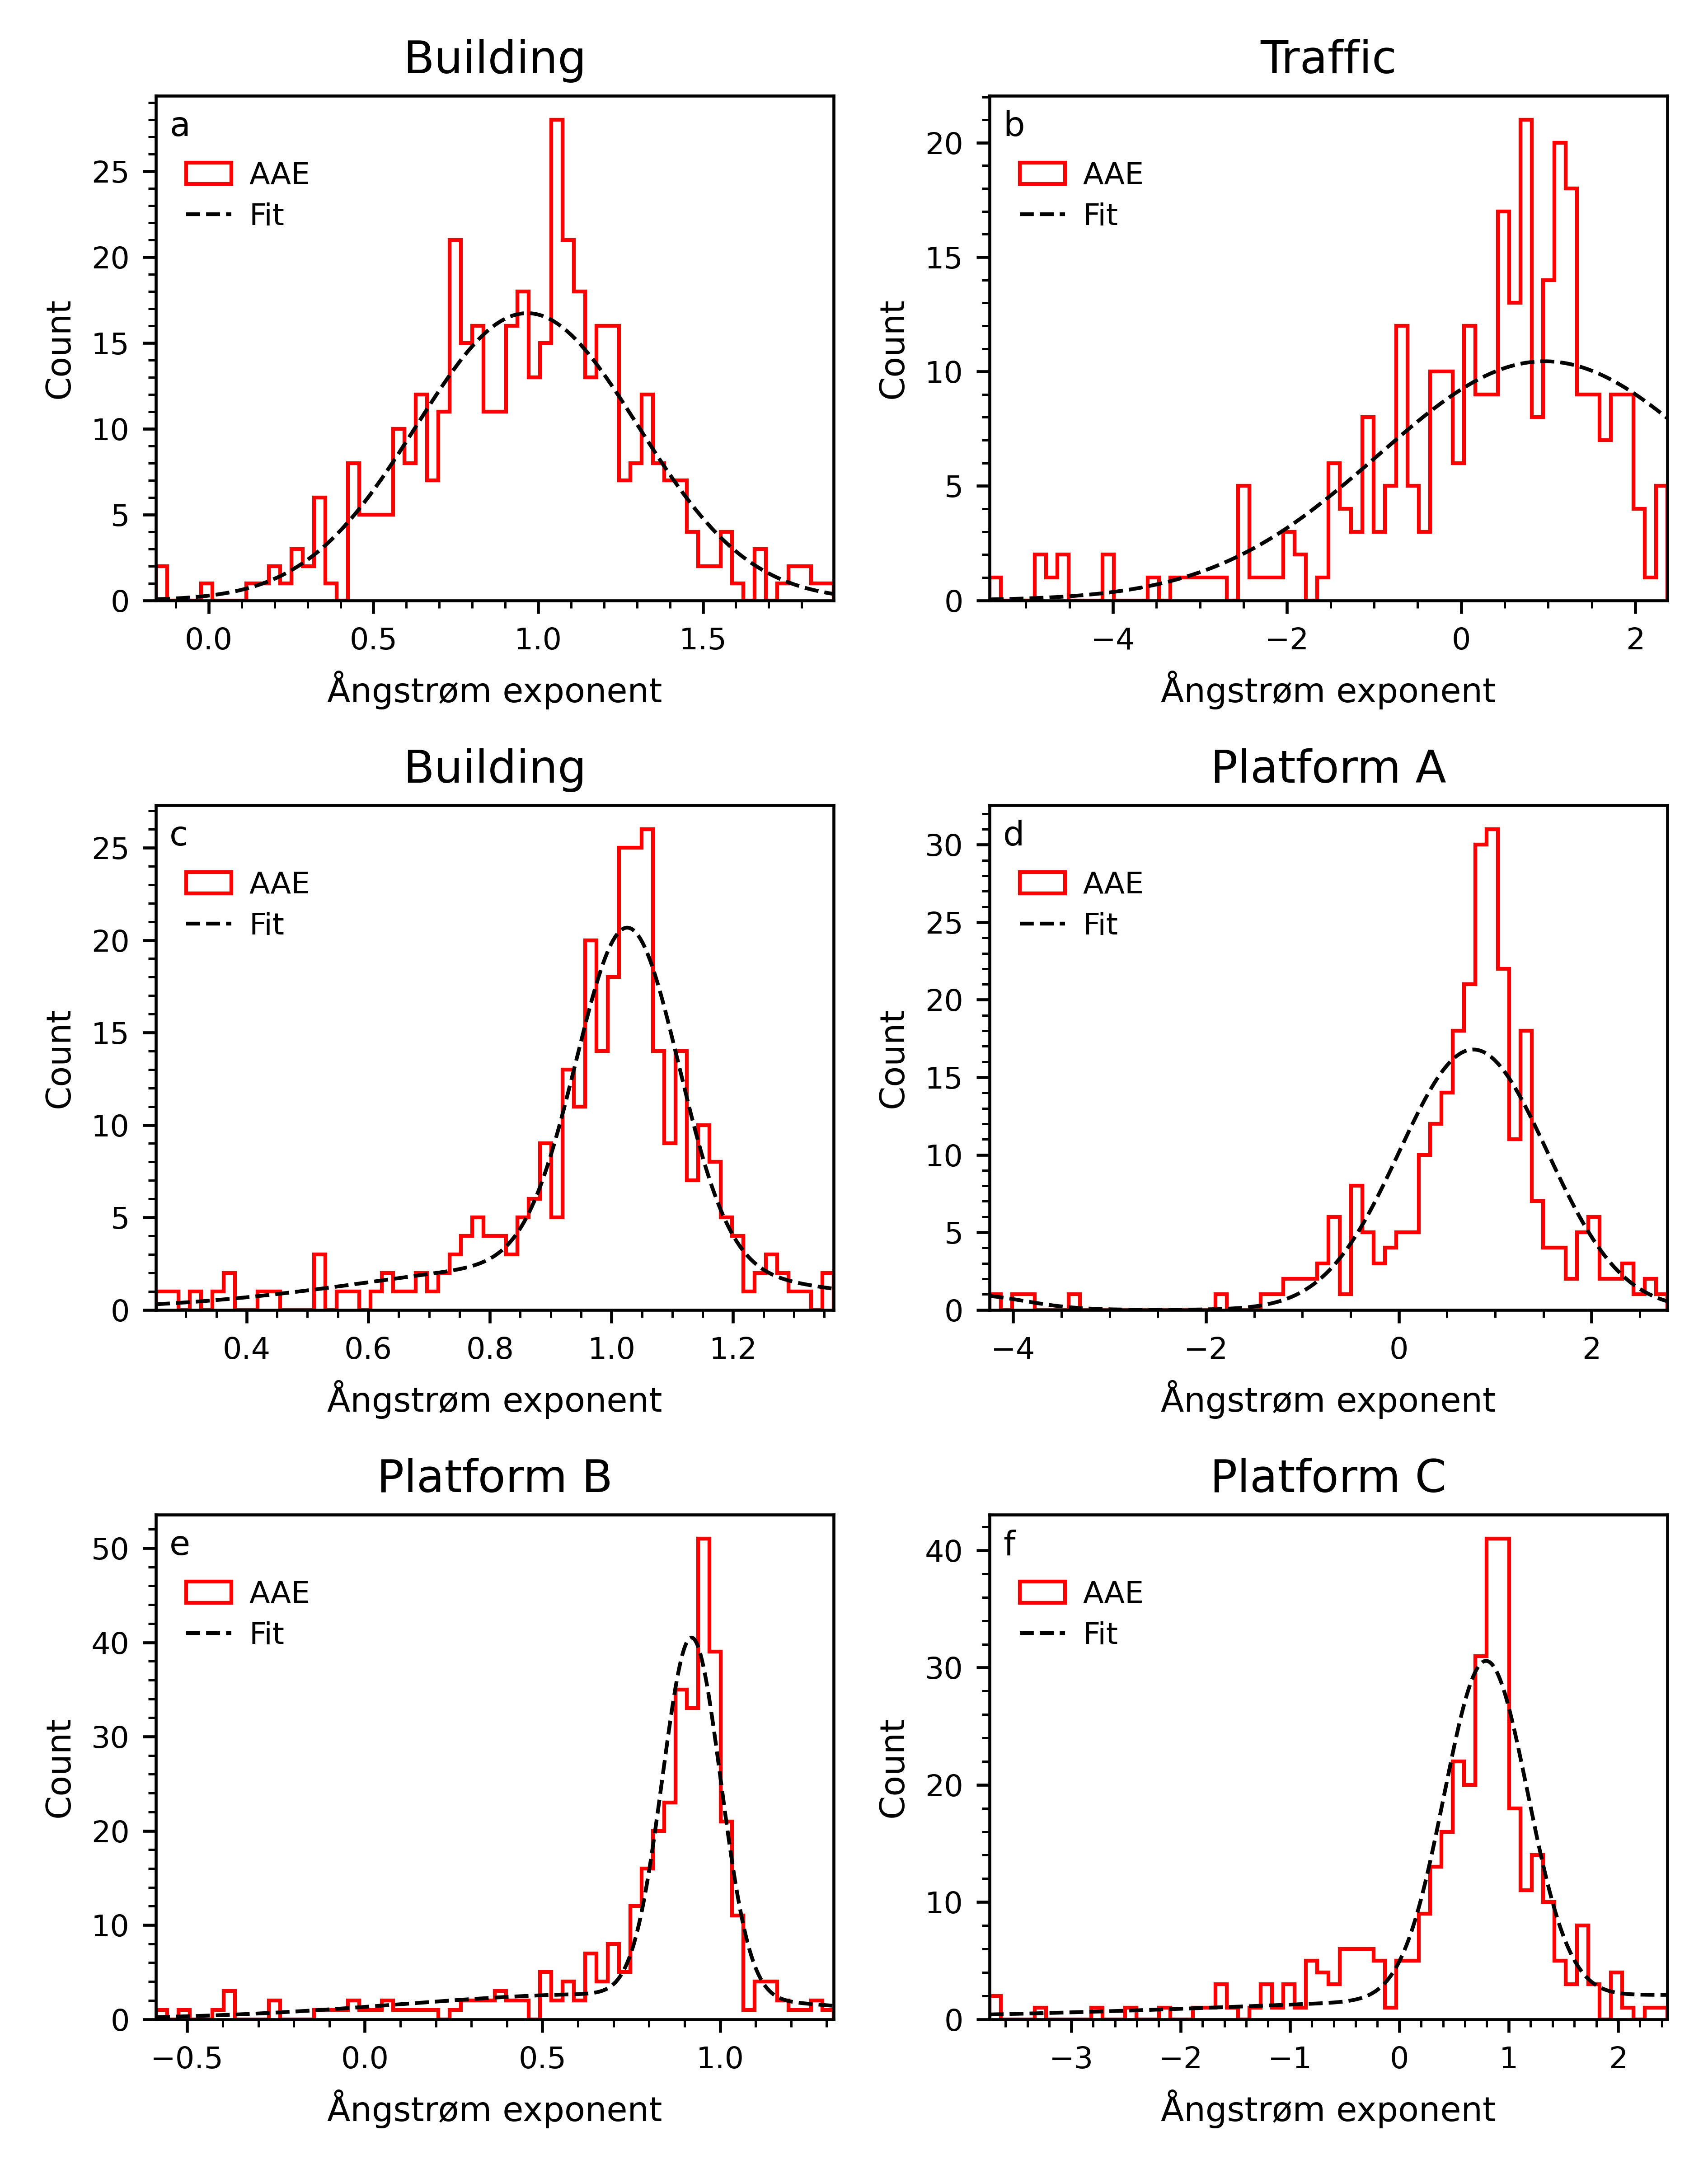 Building
a
AAE
Fit
25
20
15
10
5
0
Count
0.0 0.5 1.0 1.5
Ångstrøm exponent
Traffic
b
AAE
Fit
20
15
10
5
0
Count
−4 −2 0 2
Ångstrøm exponent
Building
c
AAE
Fit
25
20
15
10
5
0
Count
0.4 0.6 0.8 1.0 1.2
Ångstrøm exponent
Platform A
d
AAE
Fit
30
25
20
15
10
5
0
Count
−4 −2 0 2
Ångstrøm exponent
Platform B
e
AAE
Fit
50
40
30
20
10
0
Count
−0.5 0.0 0.5 1.0
Ångstrøm exponent
Platform C
f
AAE
Fit
40
30
20
10
0
Count
−3 −2 −1 0 1 2
Ångstrøm exponent